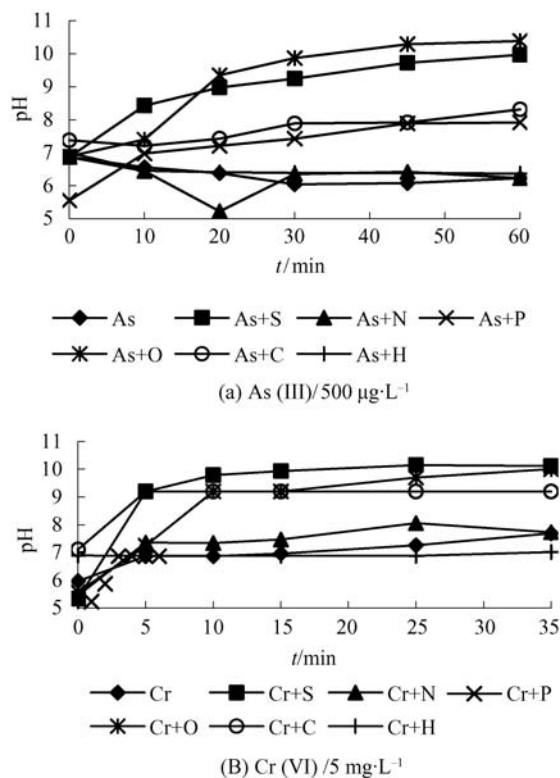 11
10
9
8
7
6
5
pH
0 10 20 30 40 50 60
t/min
As As+S As+N As+P
As+O As+C As+H
(a) As (III)/ 500 μg·L⁻¹
11
10
9
8
7
6
5
pH
0 5 10 15 20 25 30 35
t/min
Cr Cr+S Cr+N Cr+P
Cr+O Cr+C Cr+H
(B) Cr (VI) /5 mg·L⁻¹